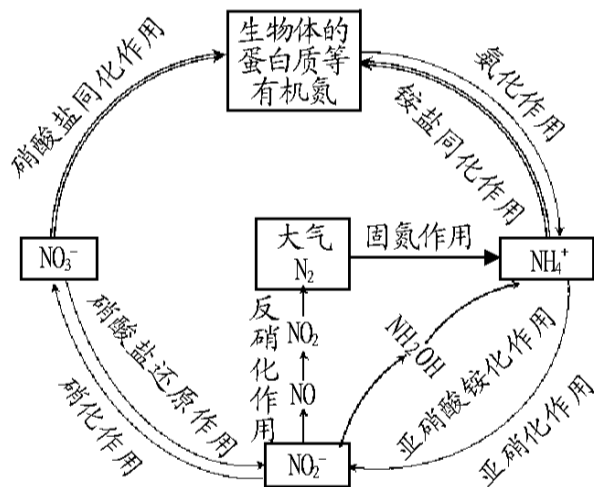 生物体的
蛋白质等
有机氮
硝酸盐同化作用
氨化作用
铵盐同化作用
NO₃⁻
大气
N₂
固氮作用
NH₄⁺
反硝化作用
NO₂
NO
NH₂OH
硝酸盐还原作用
硝化作用
亚硝酸铵化作用
亚硝化作用
NO₂⁻